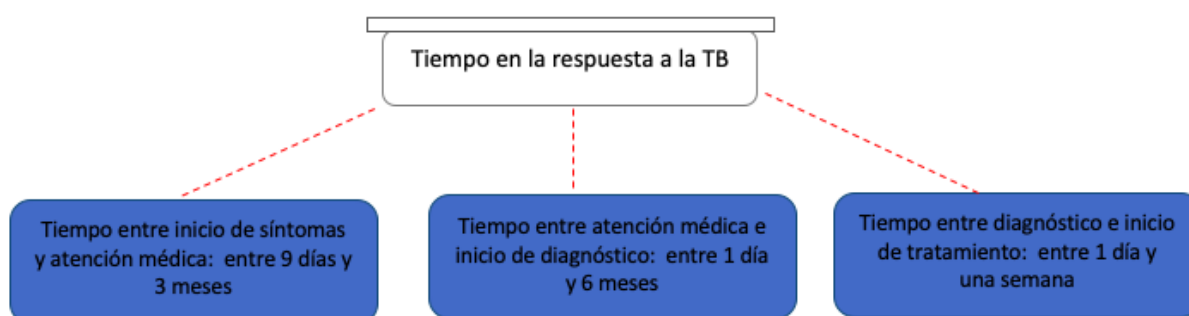 Tiempo en la respuesta a la TB
Tiempo entre inicio de síntomas
y atención médica: entre 9 días y
3 meses
Tiempo entre atención médica e
inicio de diagnóstico: entre 1 día
y 6 meses
Tiempo entre diagnóstico e inicio
de tratamiento: entre 1 día y
una semana